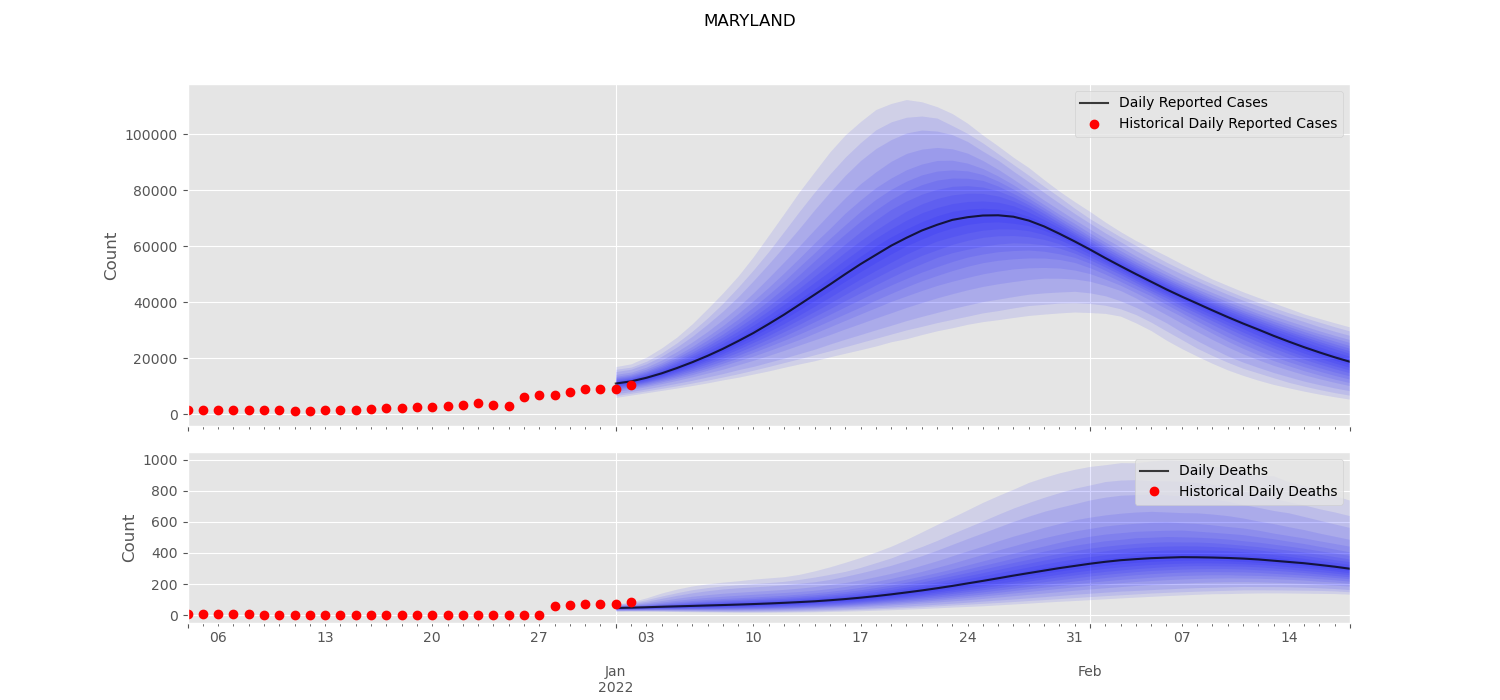 MARYLAND
Count
100000
80000
60000
40000
20000
0
Daily Reported Cases
Historical Daily Reported Cases
Count
1000
800
600
400
200
0
Daily Deaths
Historical Daily Deaths
06 13 20 27 03 10 17 24 31 07 14
Jan Feb
2022